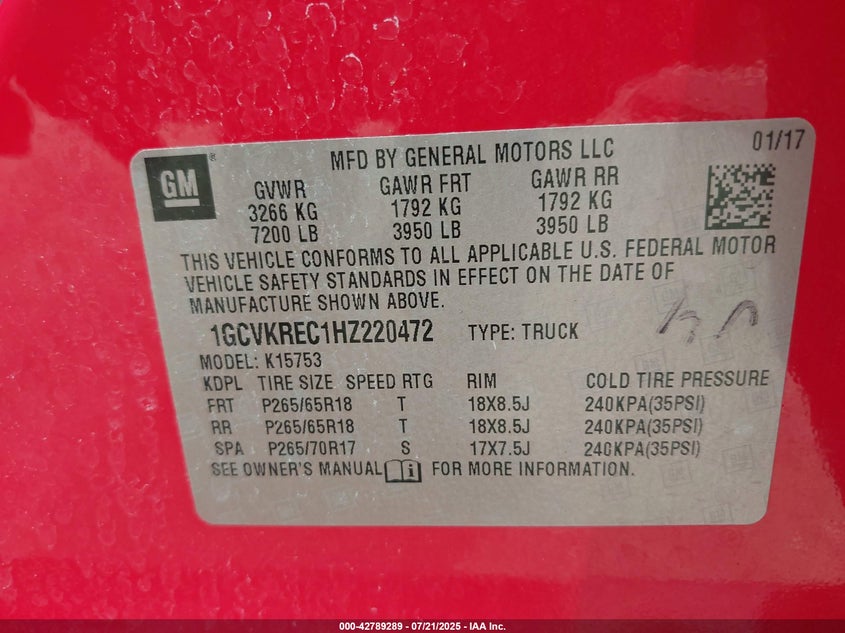 GM
MFD BY GENERAL MOTORS LLC
01/17
GVWR GAWR FRT GAWR RR
3266 KG 1792 KG 1792 KG
7200 LB 3950 LB 3950 LB
THIS VEHICLE CONFORMS TO ALL APPLICABLE U.S. FEDERAL MOTOR
VEHICLE SAFETY STANDARDS IN EFFECT ON THE DATE OF
MANUFACTURE SHOWN ABOVE.
1GCVKREC1HZ220472 TYPE: TRUCK
MODEL: K15753
KDPL TIRE SIZE SPEED RTG RIM COLD TIRE PRESSURE
FRT P265/65R18 T 18X8.5J 240KPA(35PSI)
RR P265/65R18 T 18X8.5J 240KPA(35PSI)
SPA P265/70R17 S 17X7.5J 240KPA(35PSI)
SEE OWNER'S MANUAL FOR MORE INFORMATION.
000-42789289 - 07/21/2025 - IAA Inc.